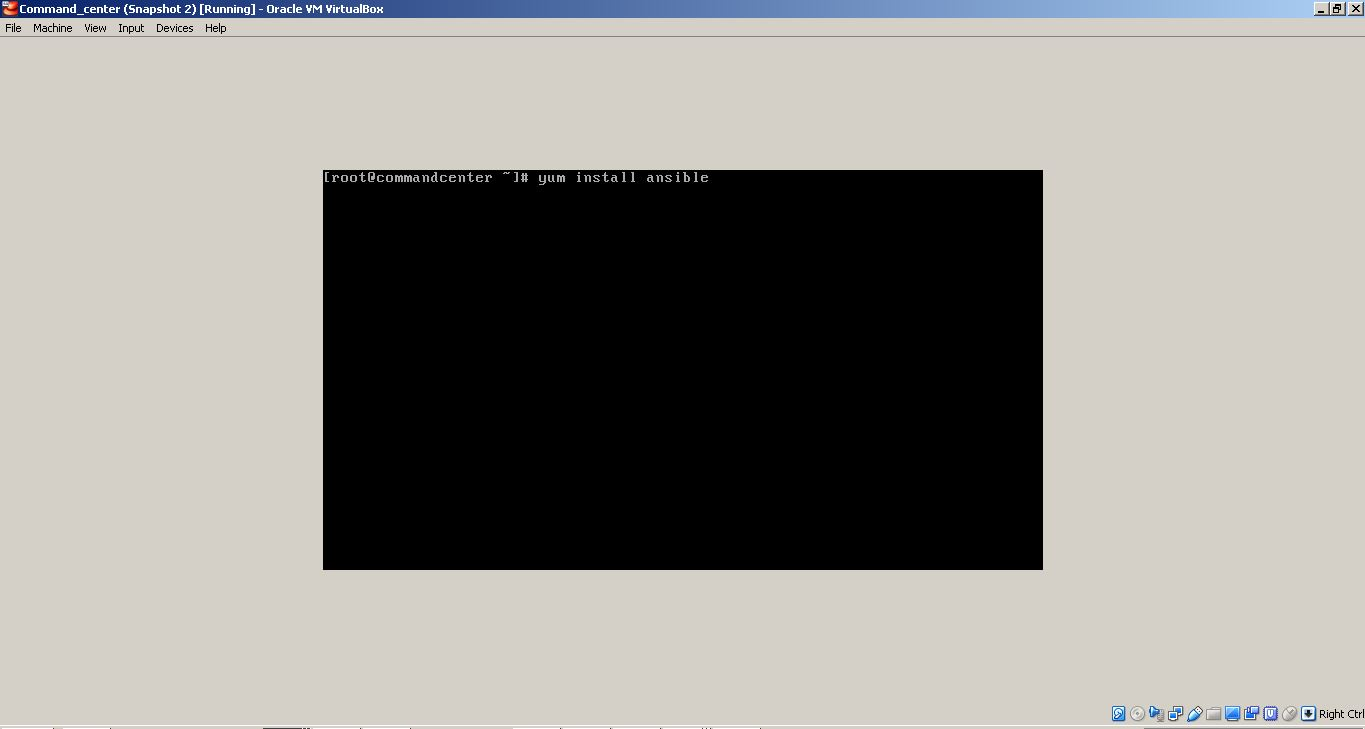 Command_center (Snapshot 2) [Running] - Oracle VM VirtualBox
File Machine View Input Devices Help
[root@commandcenter ~]# yum install ansible
Right Ctrl